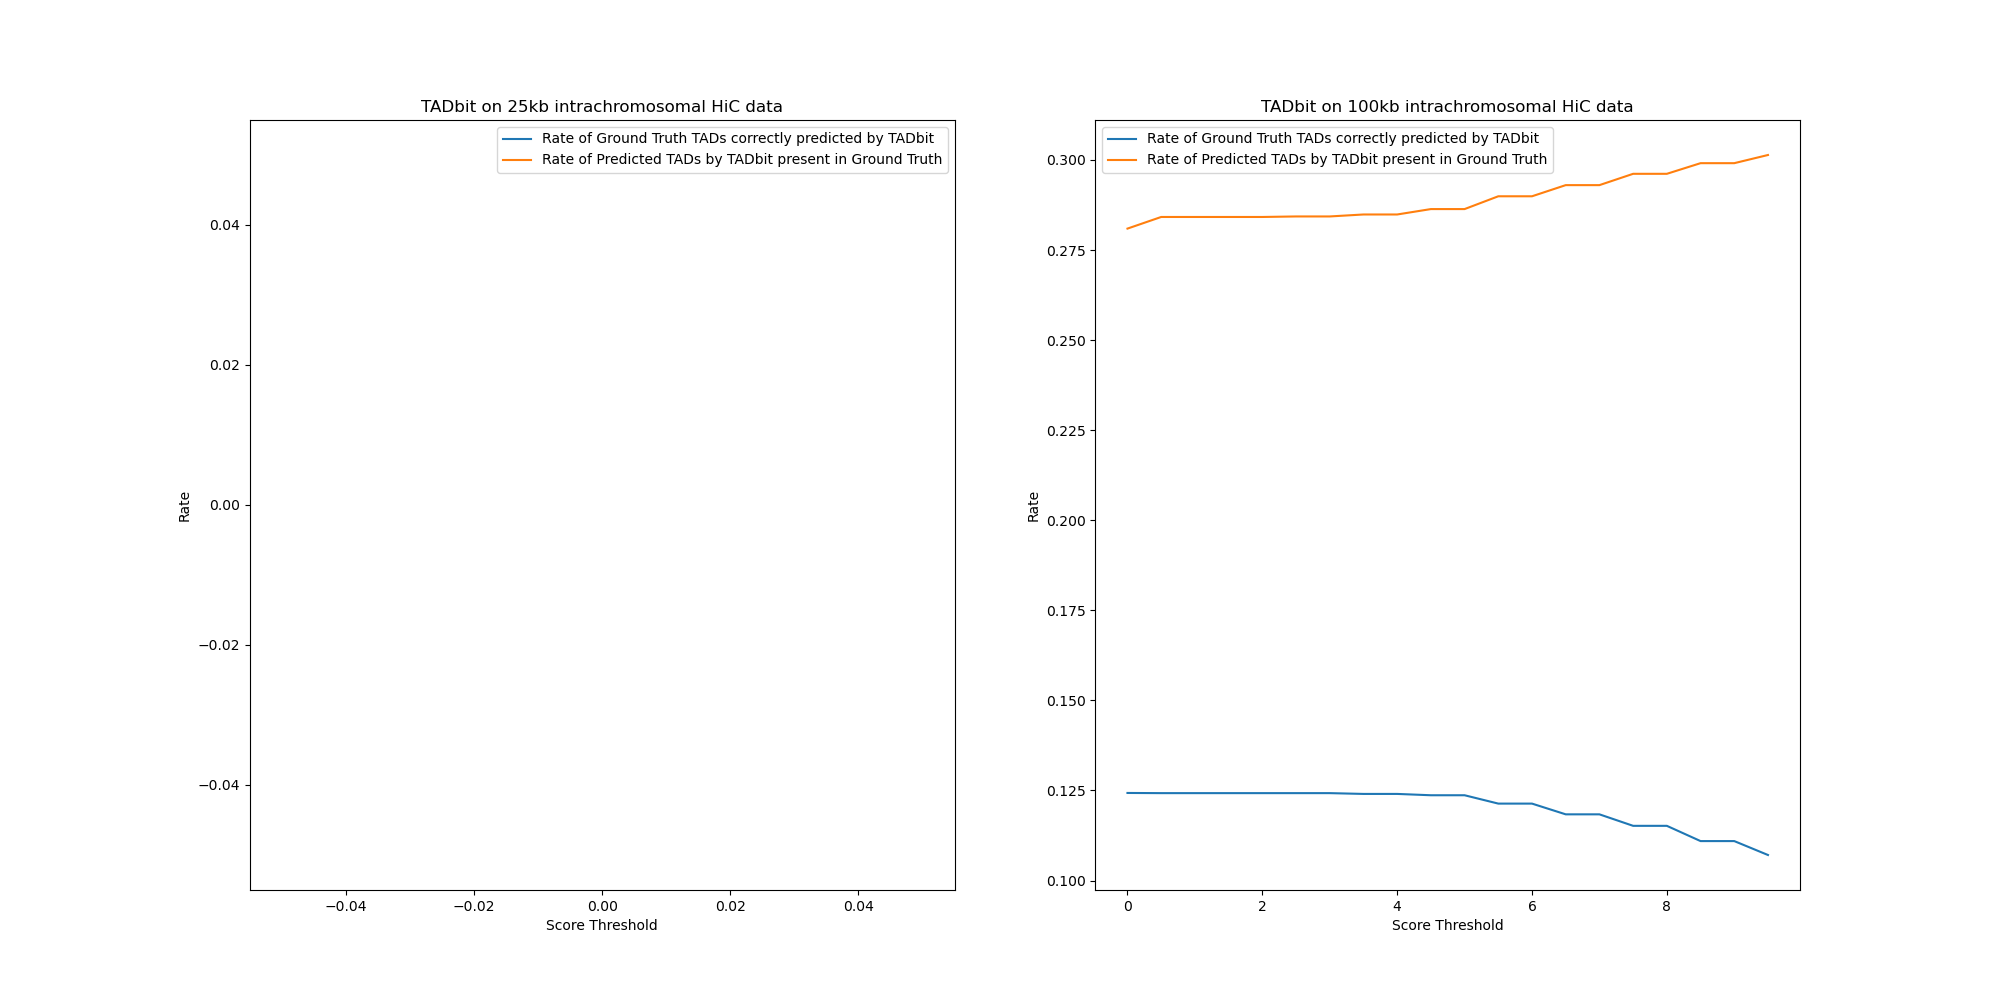 TADbit on 25kb intrachromosomal HiC data
Rate of Ground Truth TADs correctly predicted by TADbit
Rate of Predicted TADs by TADbit present in Ground Truth
0.04
0.02
0.00
−0.02
−0.04
Rate
−0.04 −0.02 0.00 0.02 0.04
Score Threshold
TADbit on 100kb intrachromosomal HiC data
Rate of Ground Truth TADs correctly predicted by TADbit
Rate of Predicted TADs by TADbit present in Ground Truth
0.300
0.275
0.250
0.225
0.200
0.175
0.150
0.125
0.100
Rate
0 2 4 6 8
Score Threshold